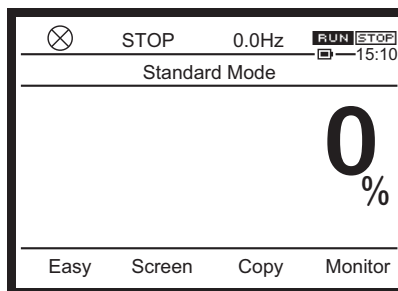 STOP 0.0Hz RUN STOP
15:10
Standard Mode
0
%
Easy Screen Copy Monitor